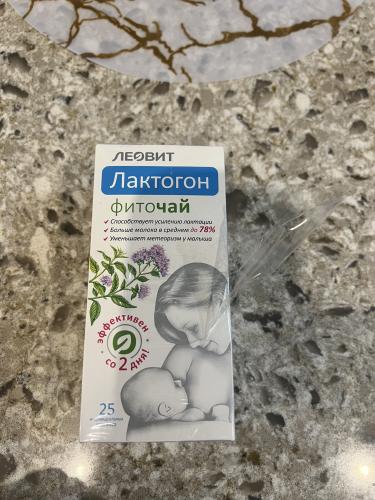 ЛЕОВИТ
Лактогон
фиточай
Способствует усилению лактации
Больше молока в среднем до 78%
Уменьшает метеоризм у малыша
эффективен
со 2 дня!
25